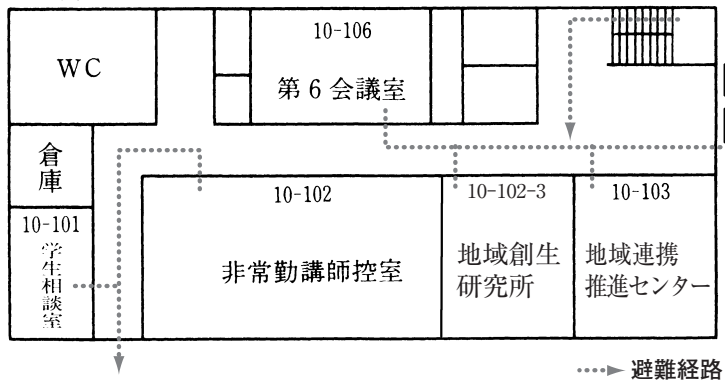 10-106
WC
第6会議室
倉庫
10-102
10-102-3
10-103
10-101
学生相談室
非常勤講師控室
地域創生
研究所
地域連携
推進センター
避難経路